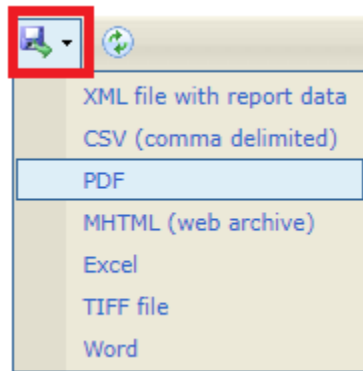 XML file with report data
CSV (comma delimited)
PDF
MHTML (web archive)
Excel
TIFF file
Word